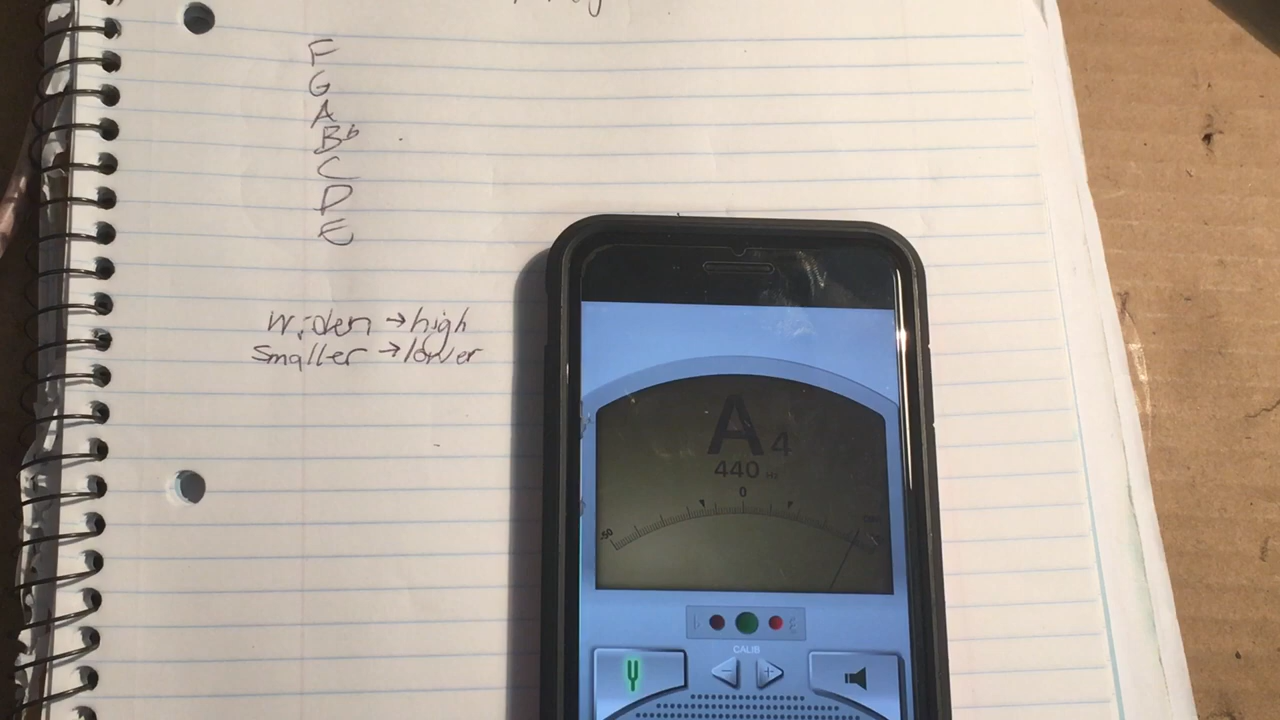 F
G
A
Bb
C
D
E
Widen → high
smaller → lower
A4
440 Hz
0
-50
CALIB
- +